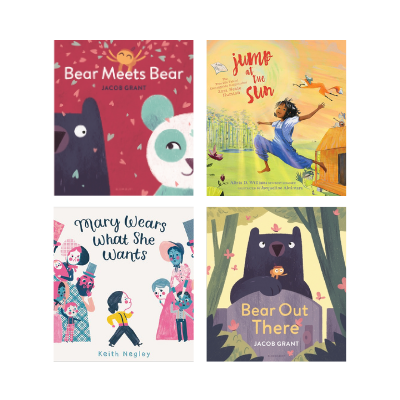 Bear Meets Bear
JACOB GRANT
Jump
AT THE
SUN
Mary Wears
What She
Wants
Keith Negley
Bear Out
There
JACOB GRANT